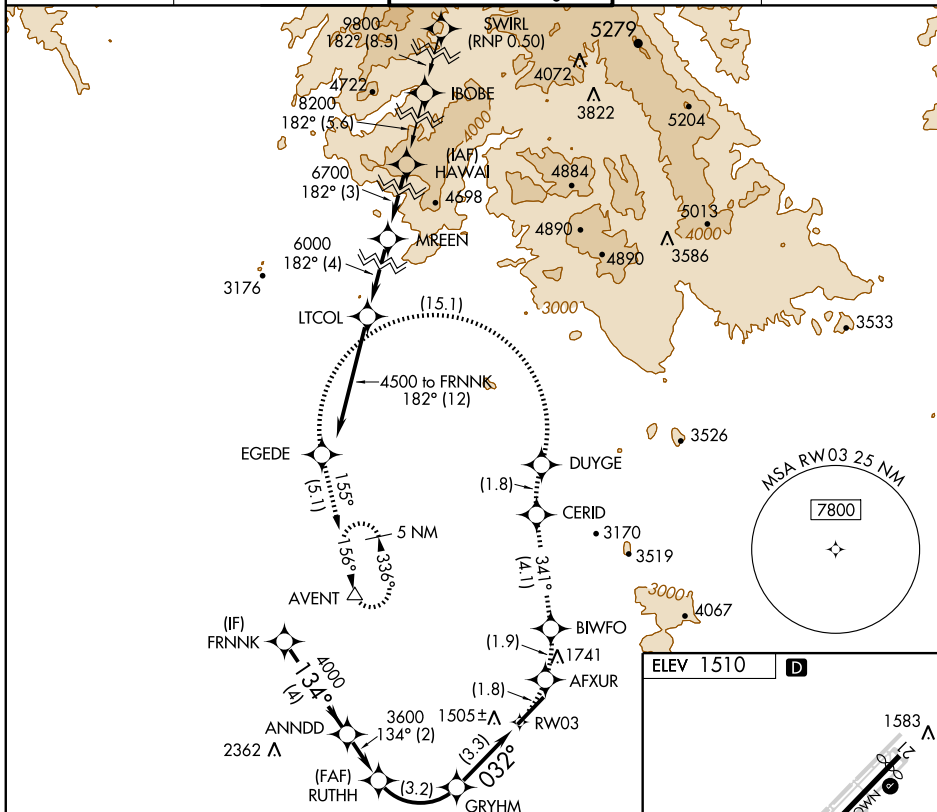 9800
182° (8.5)
SWIRL
(RNP 0.50)
5279
4072
4722
IBOBE
3822
8200
182° (5.6)
4000
5204
(IAF)
HAWAI
6700
182° (3)
4698
4884
4890
5013
4000
4890
3586
MREEN
6000
182° (4)
3176
LTCOL
(15.1)
3000
3533
4500 to FRNNK
182° (12)
3526
EGEDE
DUYGE
155°
(5.1)
(1.8)
MSA RW03 25 NM
7800
CERID
5 NM
3170
3519
156°
336°
341°
(4.1)
AVENT
3000
4067
(IF)
FRNNK
BIWFO
(1.9)
1741
4000
134°
(4)
AFXUR
(1.8)
ELEV 1510
D
1505±
RW03
1583
ANNDD
3600
134° (2)
2362
(3.3)
032°
(FAF)
RUTHH
(3.2)
GRYHM
21
P